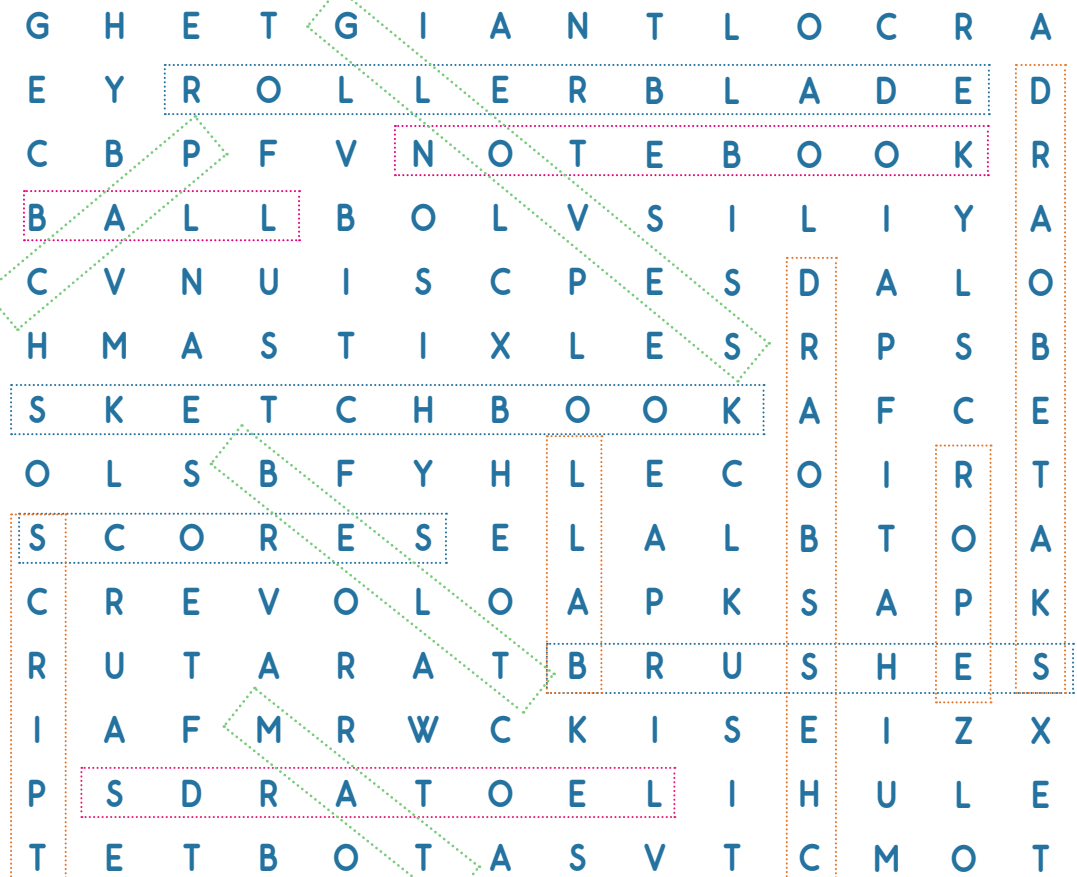 G H E T G I A N T L O C R A
E Y R O L L E R B L A D E D
C B P F V N O T E B O O K R
B A L L B O L V S I L I Y A
C V N U I S C P E S D A L O
H M A S T I X L E S R P S B
S K E T C H B O O K A F C E
O L S B F Y H L E C O I R T
S C O R E S E L A L B T O A
C R E V O L O A P K S A P K
R U T A R A T B R U S H E S
I A F M R W C K I S E I Z X
P S D R A T O E L I H U L E
T E T B O T A S V T C M O T